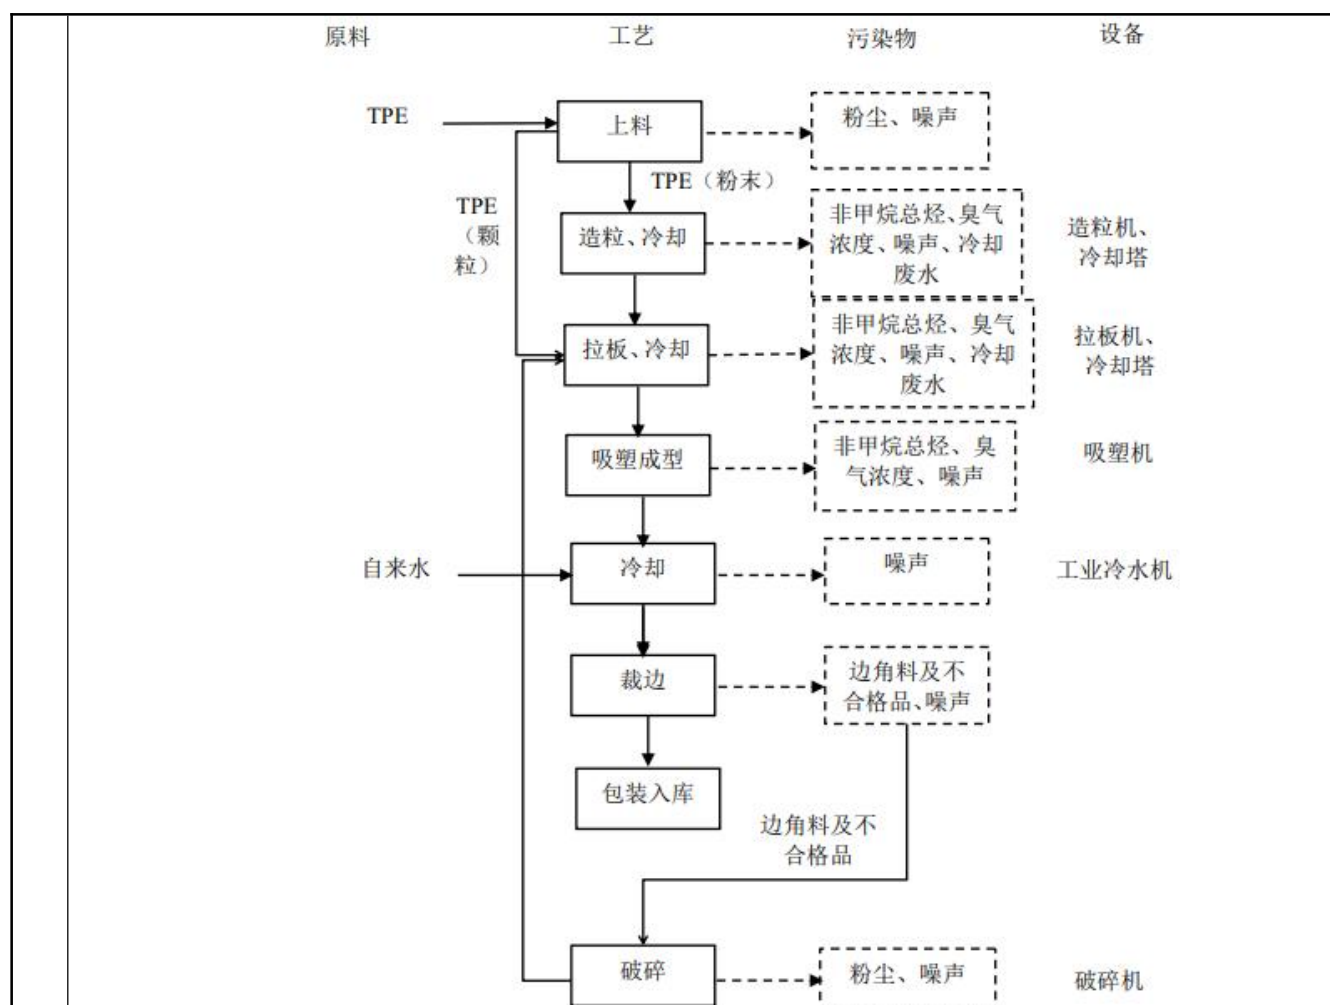 原料 工艺 污染物 设备
TPE
上料
粉尘、噪声
TPE（粉末）
TPE
（颗
粒）
造粒、冷却
非甲烷总烃、臭气
浓度、噪声、冷却
废水
造粒机、
冷却塔
拉板、冷却
非甲烷总烃、臭气
浓度、噪声、冷却
废水
拉板机、
冷却塔
吸塑成型
非甲烷总烃、臭
气浓度、噪声
吸塑机
自来水
冷却
噪声
工业冷水机
裁边
边角料及不
合格品、噪声
包装入库
边角料及不
合格品
破碎
粉尘、噪声
破碎机